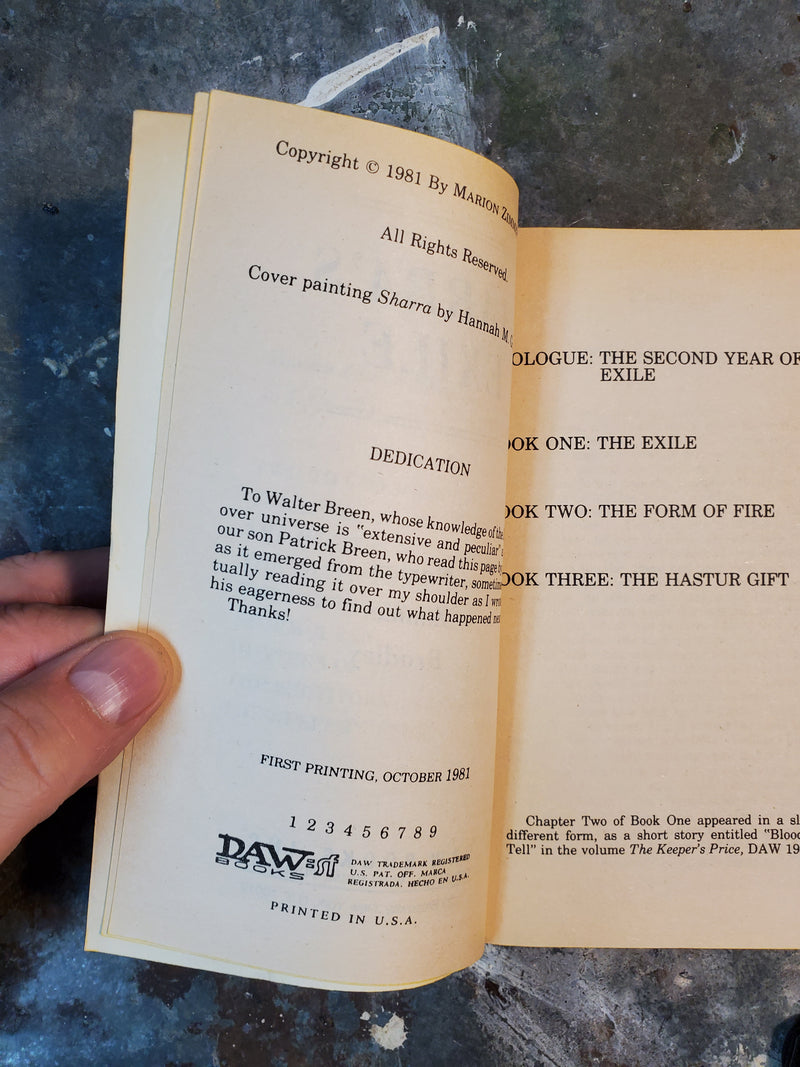 Copyright © 1981 By MARION
All Rights Reserved.
Cover painting Sharra by Hannah M.
DEDICATION
To Walter Breen, whose knowledge of the
over universe is "extensive and peculiar"
our son Patrick Breen, who read this page
as it emerged from the typewriter,
tually reading it over my shoulder as I
his eagerness to find out what happened
Thanks!
FIRST PRINTING, OCTOBER 1981
1 2 3 4 5 6 7 8 9
DAW sf
BOOKS
DAW TRADEMARK REGISTERED
U.S. PAT. OFF. MARCA
REGISTRADA. HECHO EN U.S.A.
PRINTED IN U.S.A.
OLOGUE: THE SECOND YEAR OF
EXILE
OOK ONE: THE EXILE
OOK TWO: THE FORM OF FIRE
OOK THREE: THE HASTUR GIFT
Chapter Two of Book One appeared in a
different form, as a short story entitled "Blood
Tell" in the volume The Keeper's Price, DAW 19